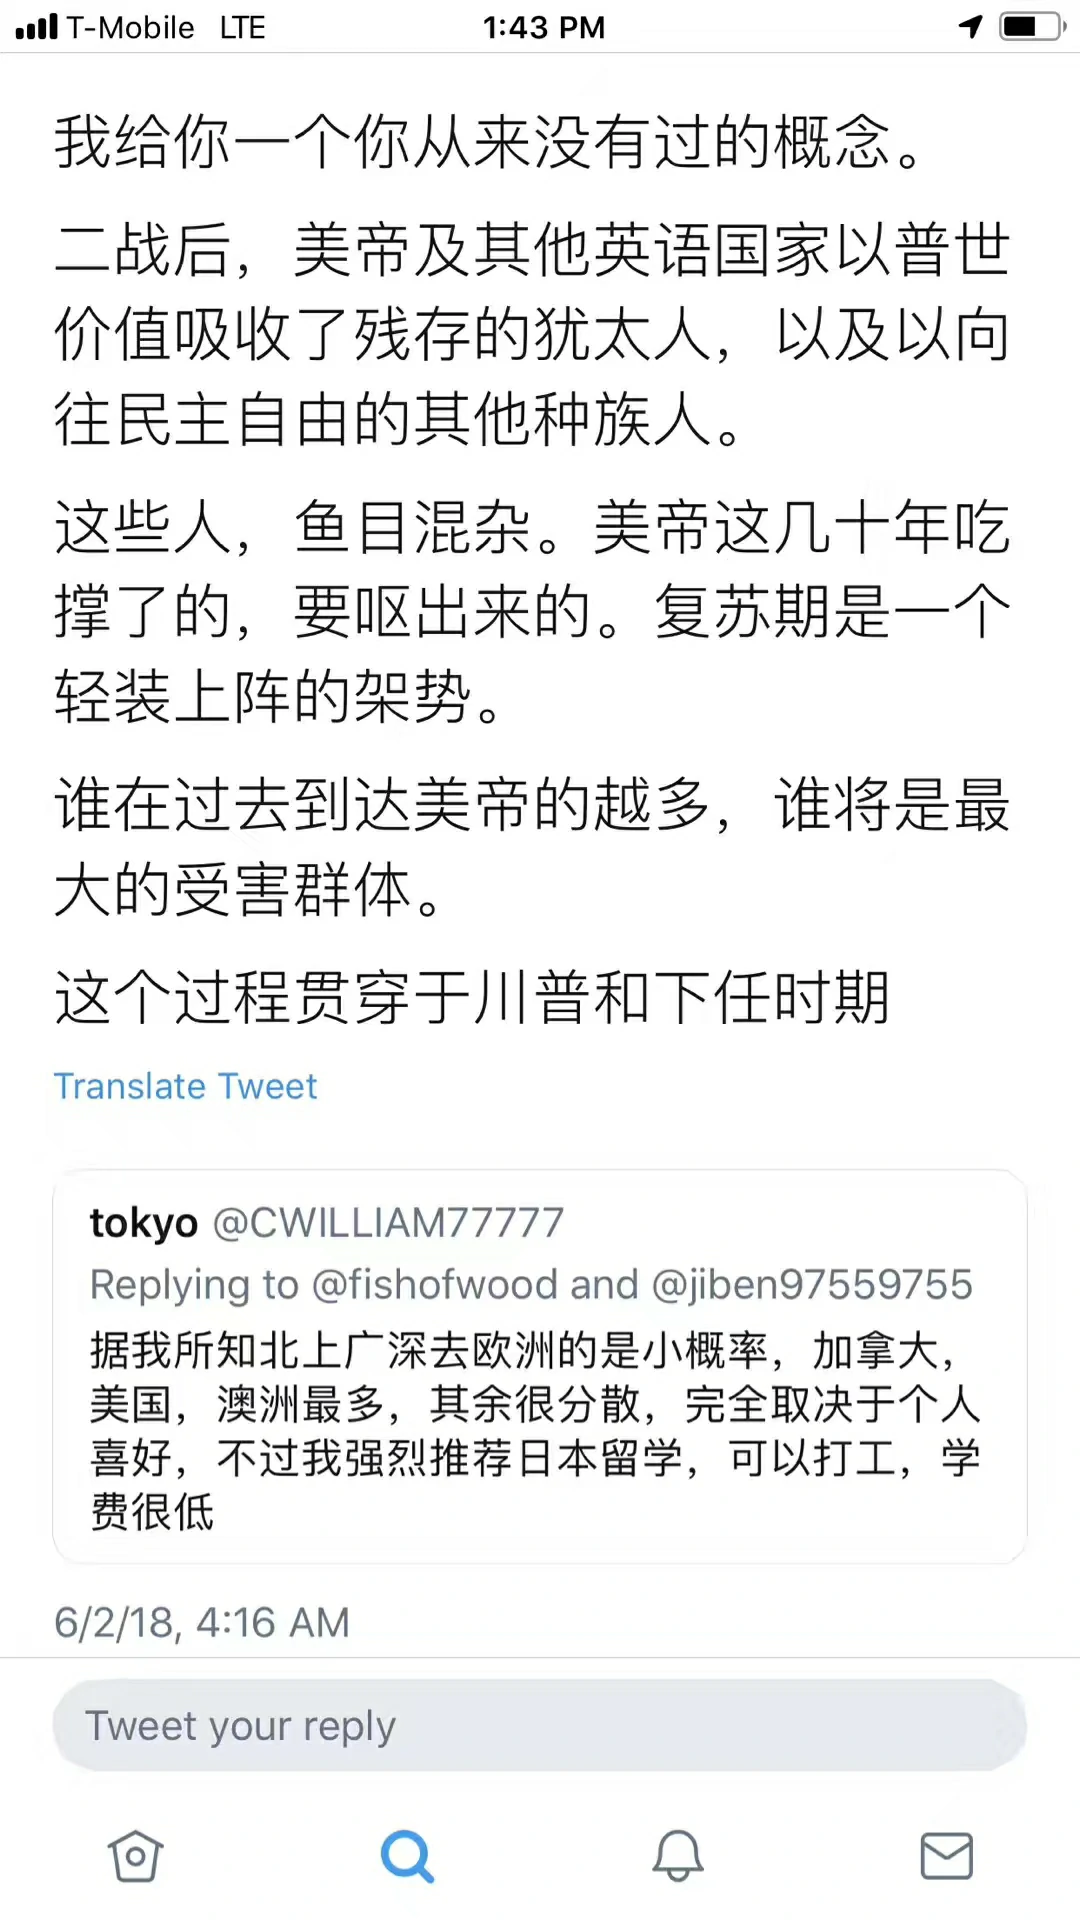 T-Mobile LTE 1:43 PM
我给你一个你从来没有过的概念。
二战后，美帝及其他英语国家以普世
价值吸收了残存的犹太人，以及以向
往民主自由的其他种族人。
这些人，鱼目混杂。美帝这几十年吃
撑了的，要呕出来的。复苏期是一个
轻装上阵的架势。
谁在过去到达美帝的越多，谁将是最
大的受害群体。
这个过程贯穿于川普和下任时期
Translate Tweet
tokyo @CWILLIAM77777
Replying to @fishofwood and @jiben97559755
据我所知北上广深去欧洲的是小概率，加拿大，
美国，澳洲最多，其余很分散，完全取决于个人
喜好，不过我强烈推荐日本留学，可以打工，学
费很低
6/2/18, 4:16 AM
Tweet your reply